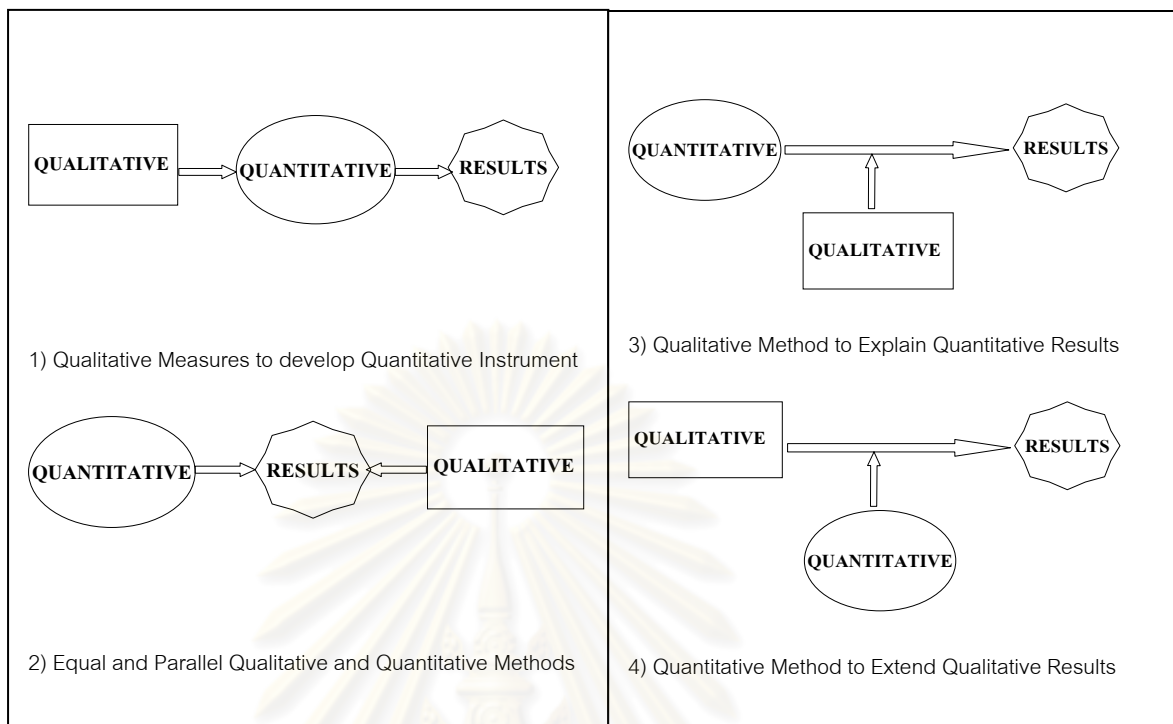 QUALITATIVE
QUANTITATIVE
RESULTS
1) Qualitative Measures to develop Quantitative Instrument
QUANTITATIVE
RESULTS
QUALITATIVE
2) Equal and Parallel Qualitative and Quantitative Methods
QUANTITATIVE
RESULTS
QUALITATIVE
3) Qualitative Method to Explain Quantitative Results
QUALITATIVE
RESULTS
QUANTITATIVE
4) Quantitative Method to Extend Qualitative Results